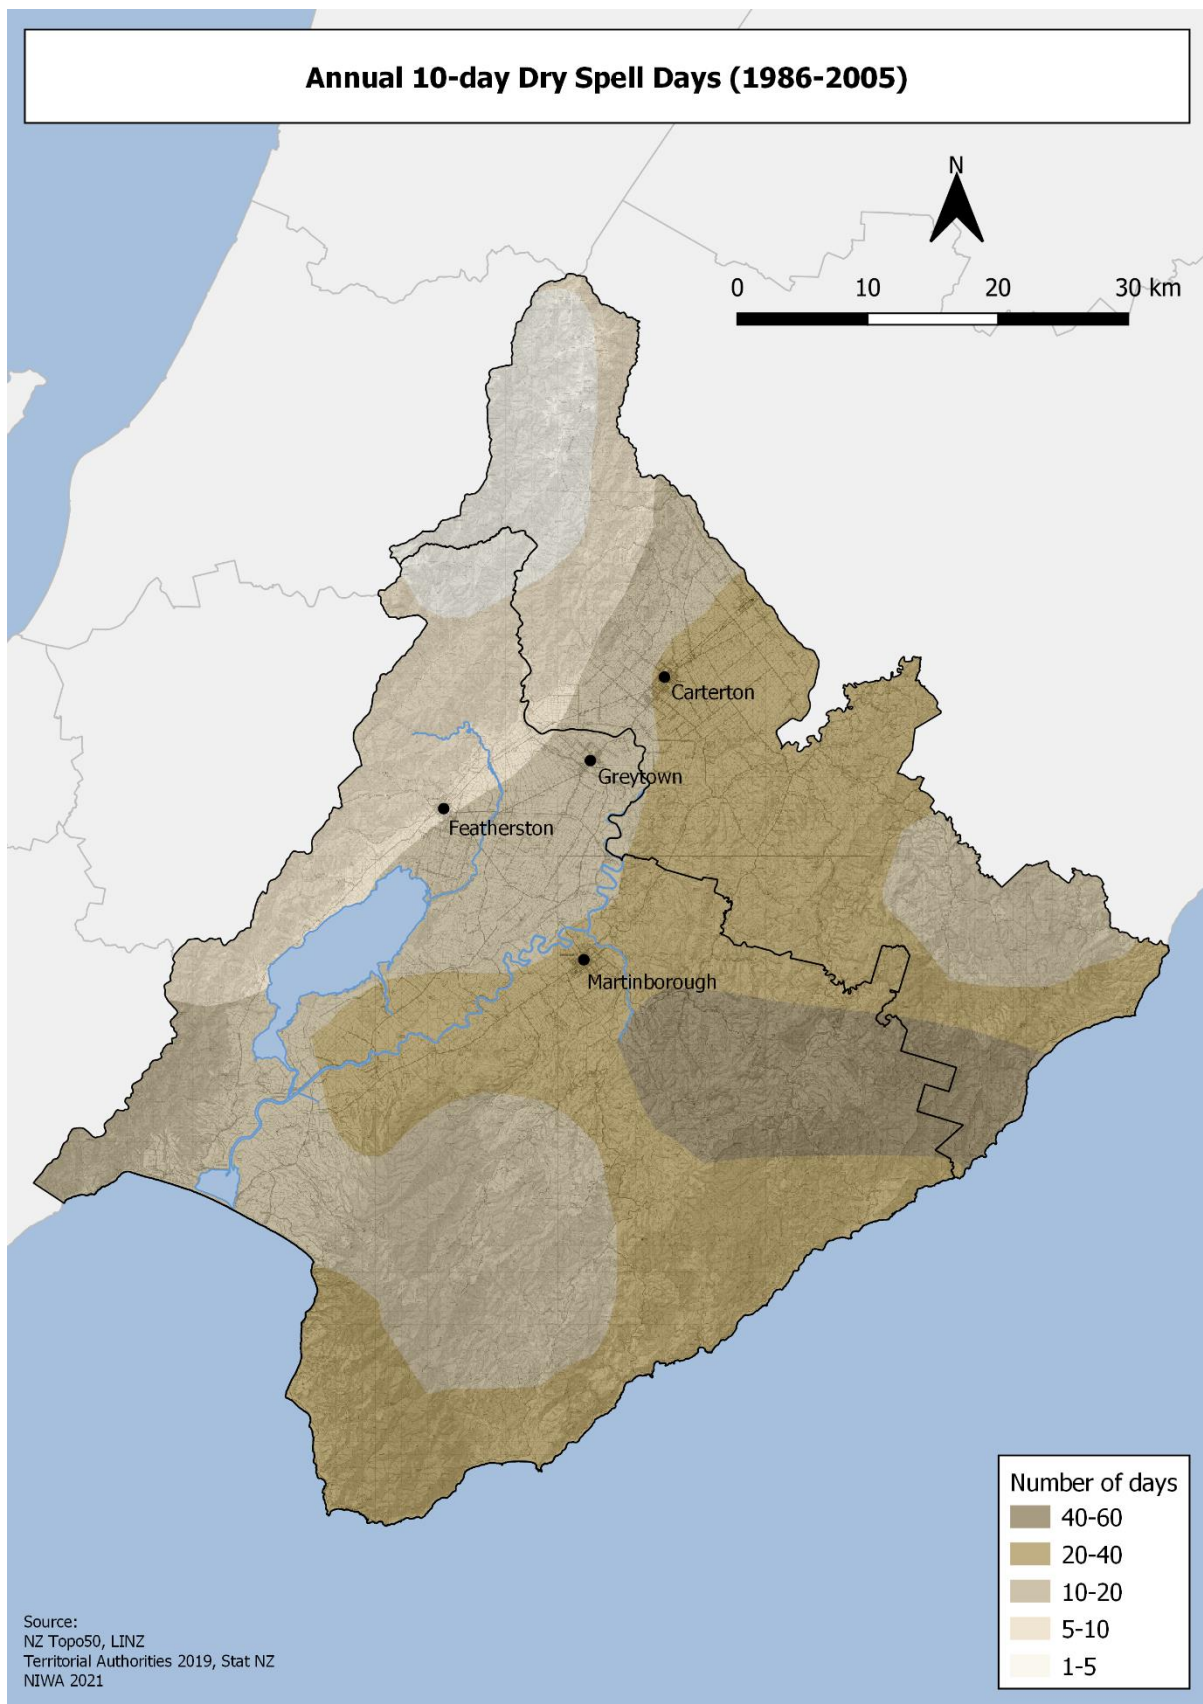 Annual 10-day Dry Spell Days (1986-2005)
N
0 10 20 30 km
Carterton
Greytown
Featherston
Martinborough
Number of days
40-60
20-40
10-20
5-10
1-5
Source:
NZ Topo50, LINZ
Territorial Authorities 2019, Stat NZ
NIWA 2021